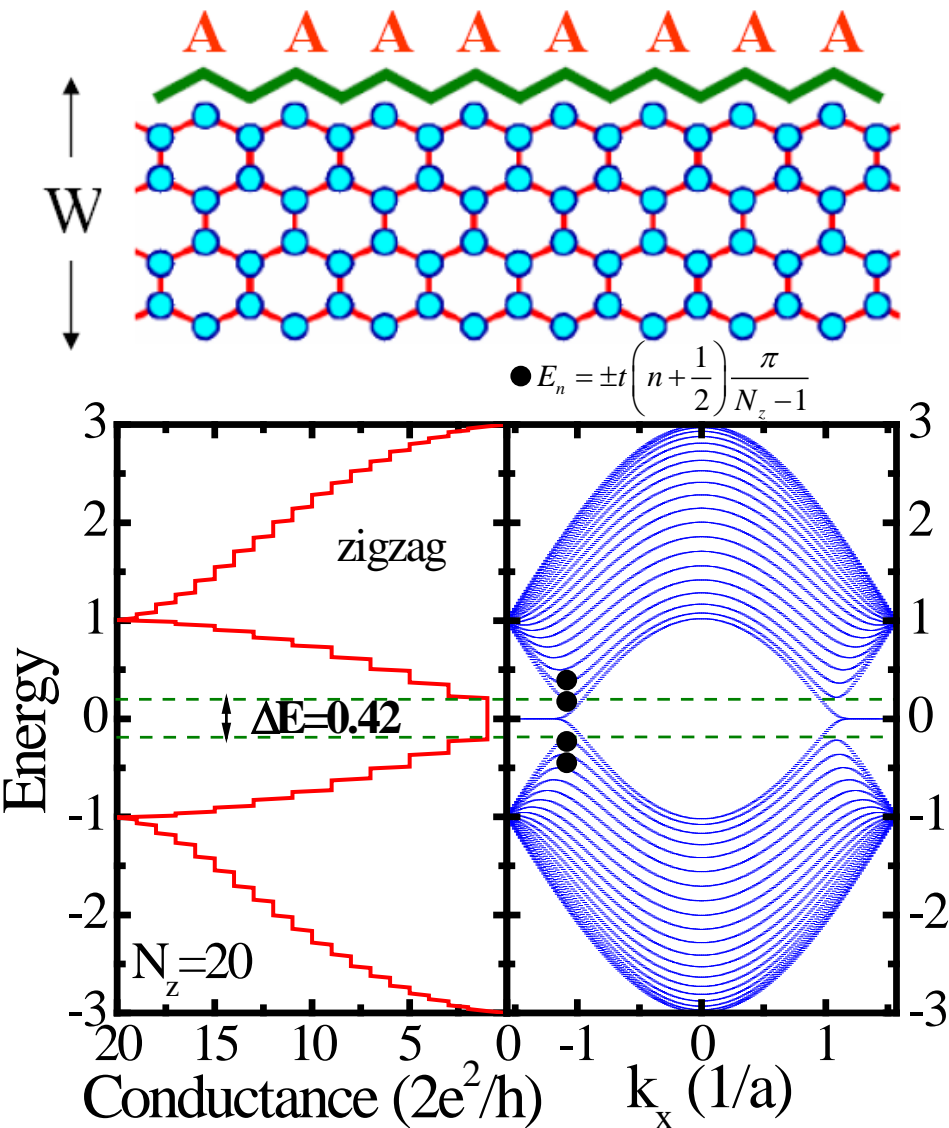 A A A A A A A A
W
● E_n = ±t(n + 1/2) π/(N_z − 1)
3 3
2 2
zigzag
1 1
0 ΔE=0.42 0
-1 -1
-2 -2
N_z=20
-3 -3
20 15 10 5 0 -1 0 1
Energy
Conductance (2e²/h) k_x (1/a)